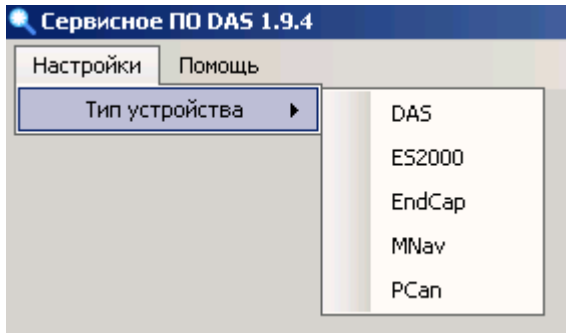 Сервисное ПО DAS 1.9.4
Настройки Помощь
Тип устройства
DAS
ES2000
EndCap
MNav
PCan